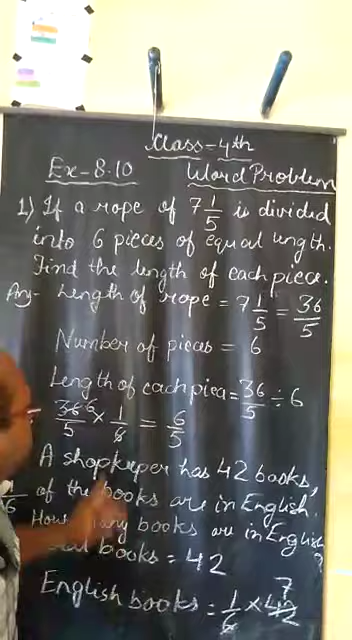 Class - 4th
Ex-8.10 Word Problem
1) If a rope of 7 1/5 is divided
into 6 pieces of equal length.
Find the length of each piece.
Ans- Length of rope = 7 1/5 = 36/5
Number of pieces = 6
Length of each piece = 36/5 ÷ 6
= 36/5 6 × 1/6 = 6/5
A shopkeeper has 42 books,
/6 of the books are in English.
How many books are in English?
books = 42
English books = 1/6 × 42 7